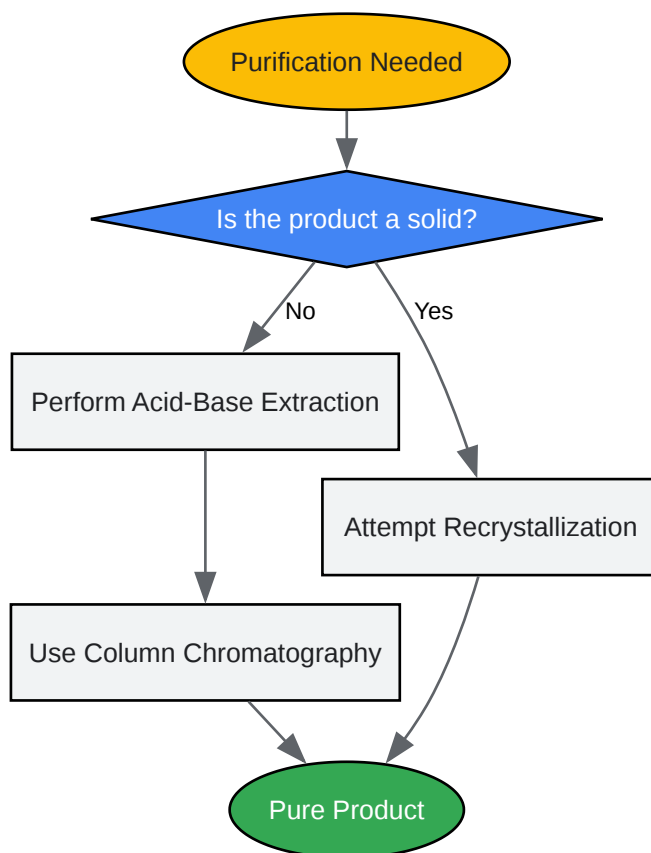 Purification Needed
Is the product a solid?
No
Yes
Perform Acid-Base Extraction
Attempt Recrystallization
Use Column Chromatography
Pure Product